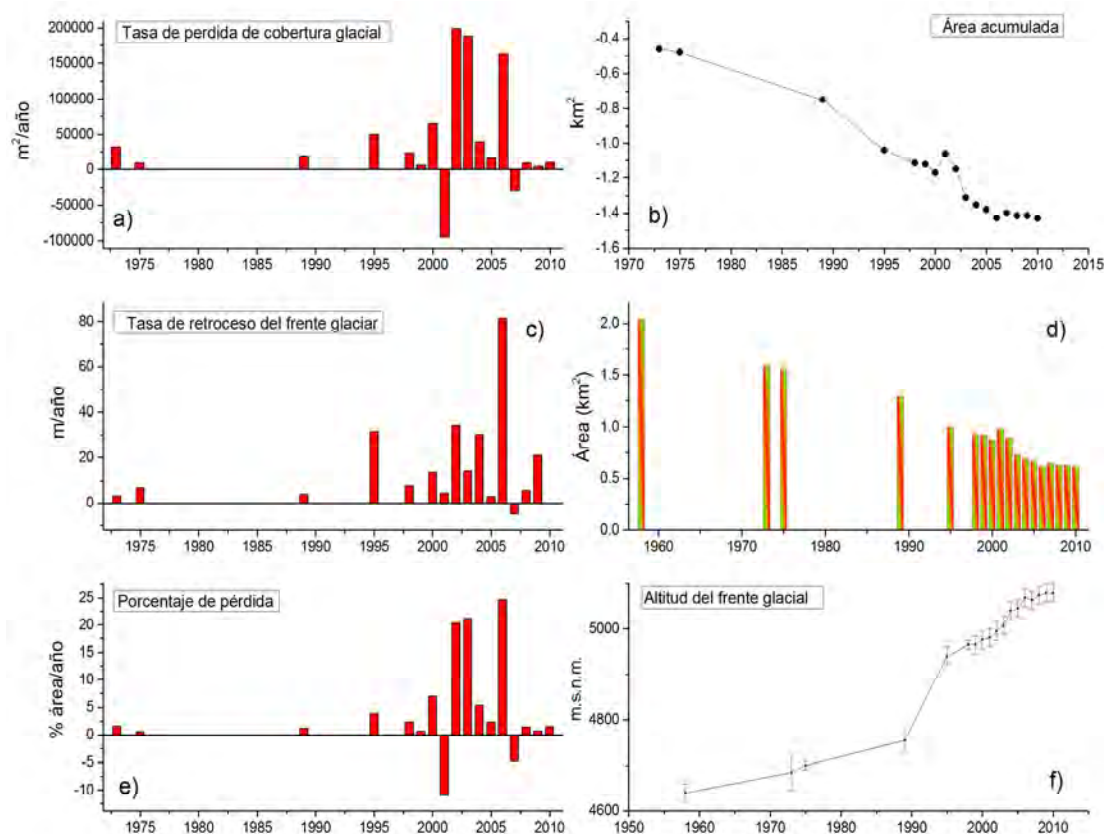 Tasa de perdida de cobertura glacial
m²/año
200000
150000
100000
50000
0
-50000
-100000
a)
1975 1980 1985 1990 1995 2000 2005 2010
Área acumulada
km²
-0.4
-0.6
-0.8
-1.0
-1.2
-1.4
-1.6
b)
1970 1975 1980 1985 1990 1995 2000 2005 2010 2015
Tasa de retroceso del frente glaciar
c)
m/año
80
60
40
20
0
1975 1980 1985 1990 1995 2000 2005 2010
d)
Área (km²)
2.0
1.5
1.0
0.5
0.0
1960 1970 1980 1990 2000 2010
Porcentaje de pérdida
% área/año
25
20
15
10
5
0
-5
-10
e)
1975 1980 1985 1990 1995 2000 2005 2010
Altitud del frente glacial
m.s.n.m.
5000
4800
4600
f)
1950 1960 1970 1980 1990 2000 2010